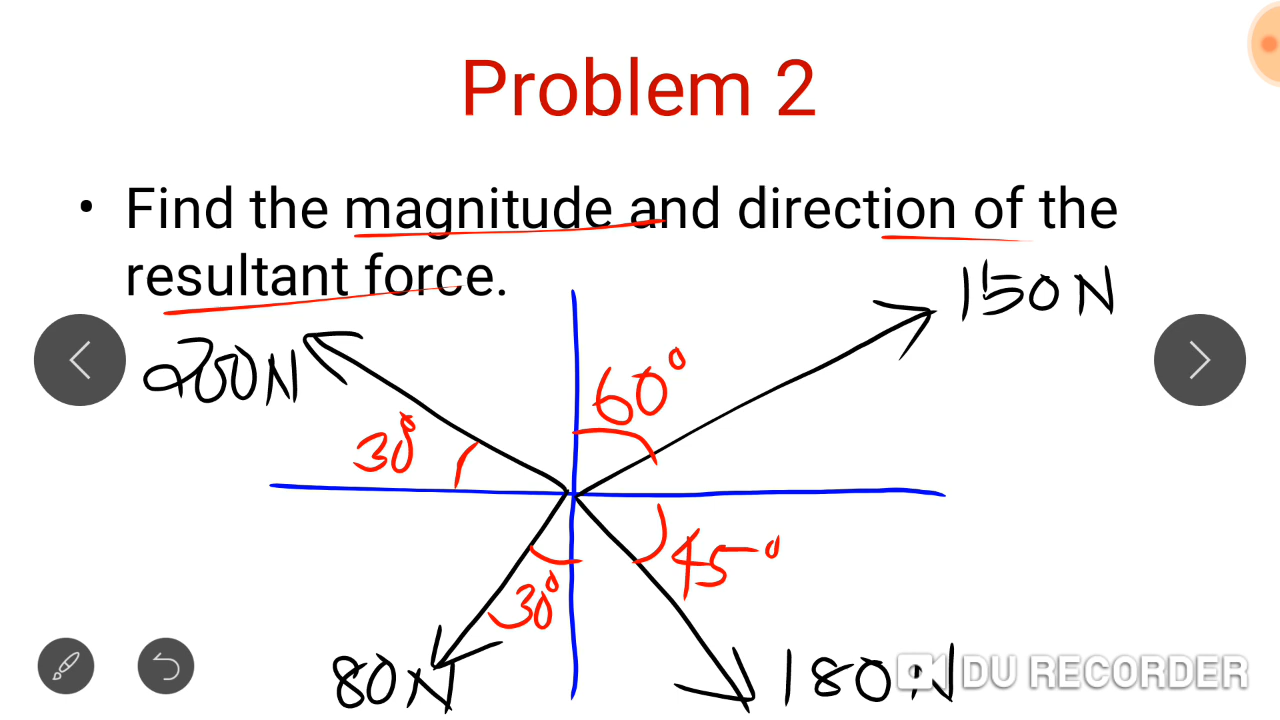 Problem 2
• Find the magnitude and direction of the
resultant force.
150N
200N
60°
30°
45°
30°
80N
180N
DU RECORDER